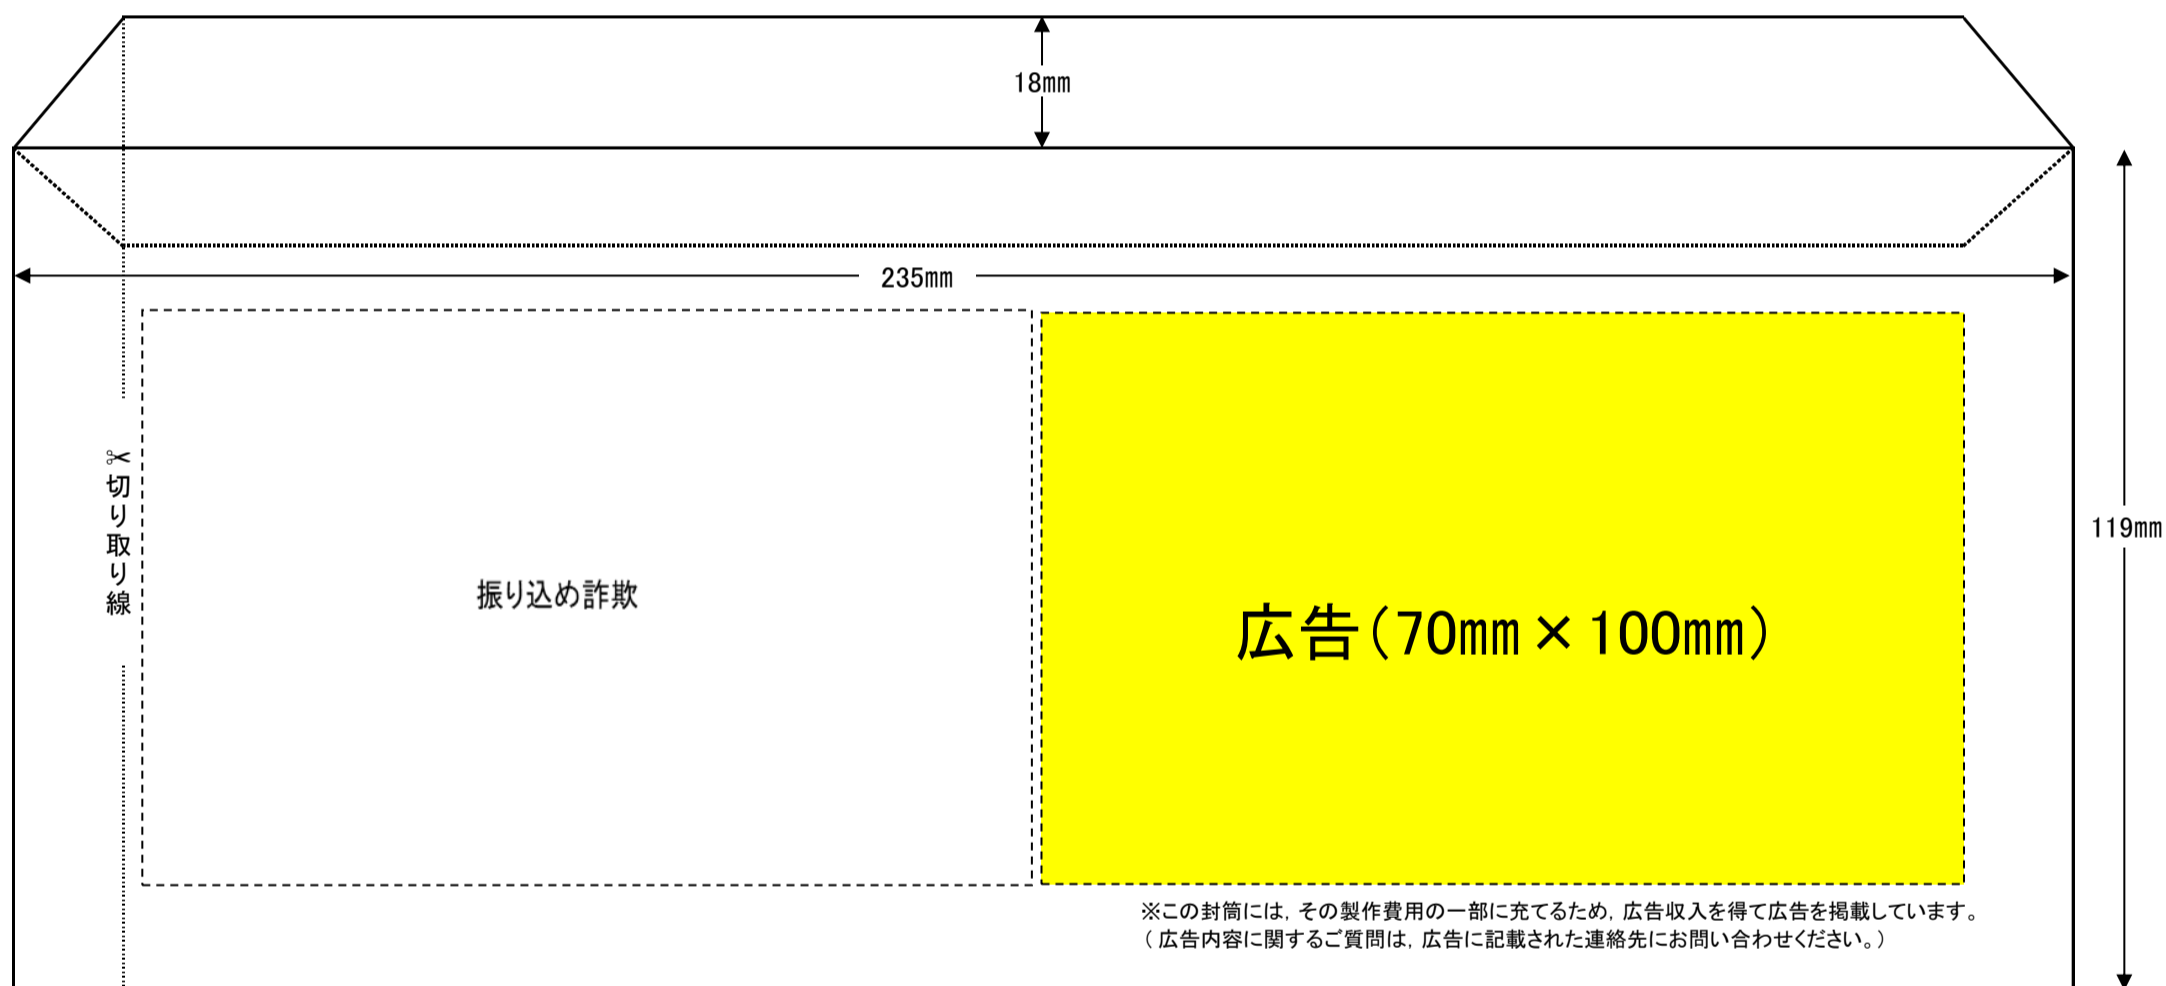 18mm
235mm
119mm
✂切り取り線
振り込め詐欺
広告(70mm×100mm)
※この封筒には,その製作費用の一部に充てるため,広告収入を得て広告を掲載しています。
(広告内容に関するご質問は,広告に記載された連絡先にお問い合わせください。)